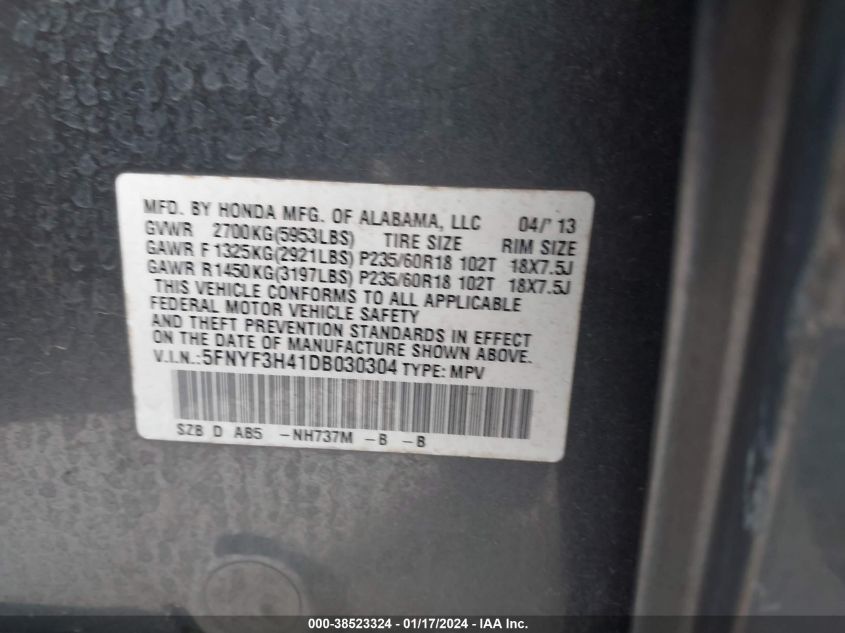 MFD. BY HONDA MFG. OF ALABAMA, LLC 04/' 13
GVWR 2700KG(5953LBS) TIRE SIZE RIM SIZE
GAWR F 1325KG(2921LBS) P235/60R18 102T 18X7.5J
GAWR R1450KG(3197LBS) P235/60R18 102T 18X7.5J
THIS VEHICLE CONFORMS TO ALL APPLICABLE
FEDERAL MOTOR VEHICLE SAFETY
AND THEFT PREVENTION STANDARDS IN EFFECT
ON THE DATE OF MANUFACTURE SHOWN ABOVE.
V.I.N.:5FNYF3H41DB030304 TYPE: MPV
SZB D AB5 -NH737M -B -B
000-38523324 - 01/17/2024 - IAA Inc.